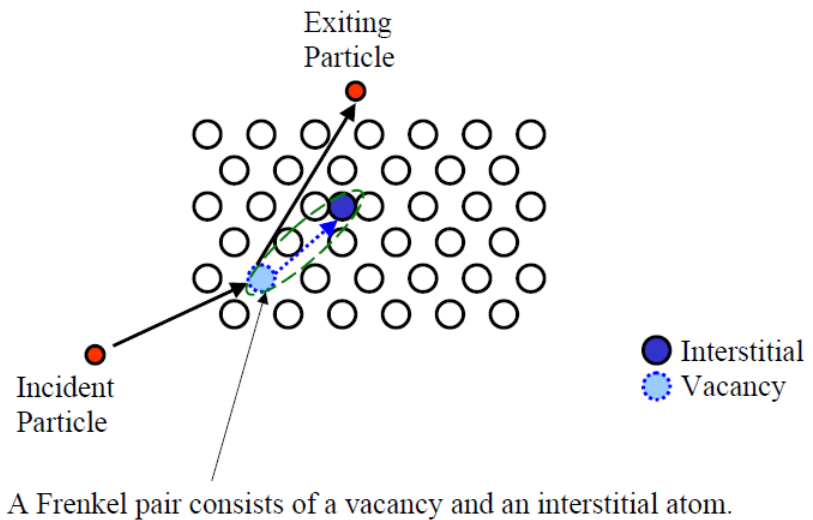 Exiting
Particle
Incident
Particle
Interstitial
Vacancy
A Frenkel pair consists of a vacancy and an interstitial atom.